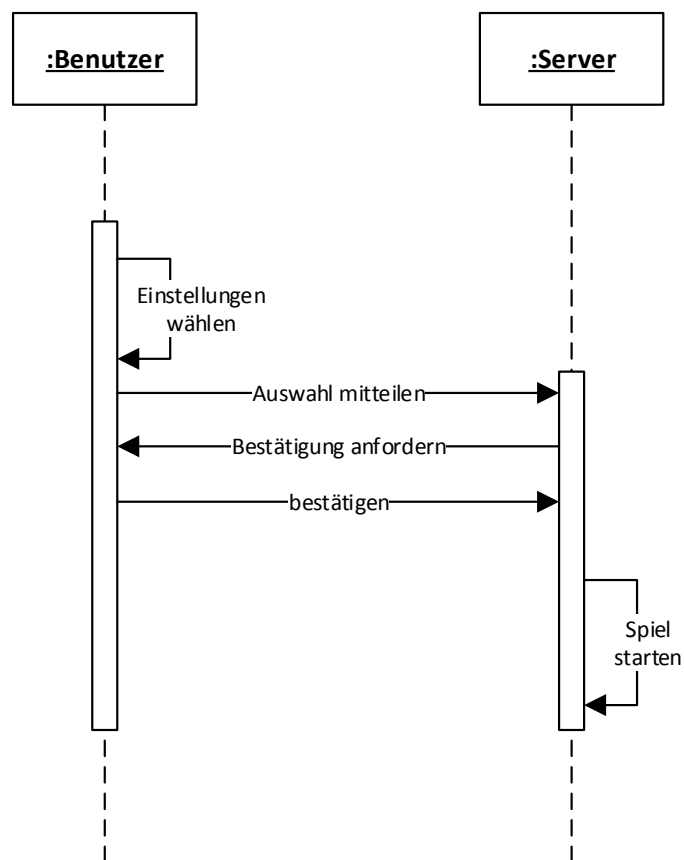 :Benutzer
:Server
Einstellungen
wählen
Auswahl mitteilen
Bestätigung anfordern
bestätigen
Spiel
starten